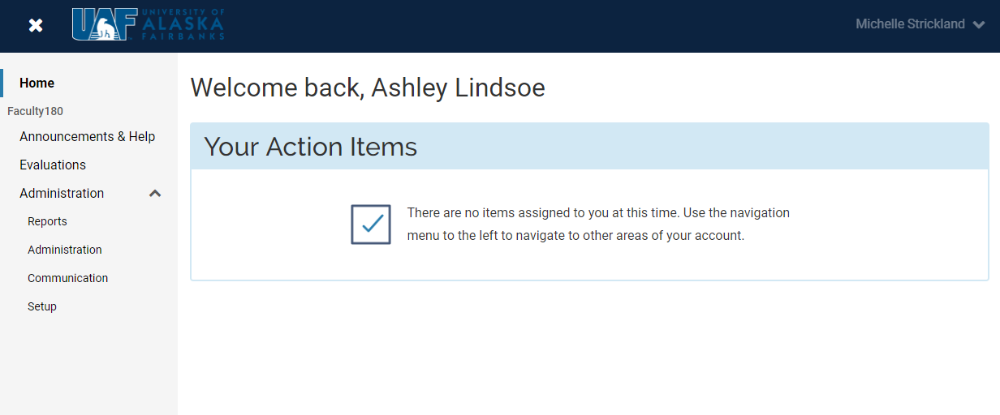 UAF
UNIVERSITY OF
ALASKA
FAIRBANKS
Michelle Strickland
Home
Faculty180
Announcements & Help
Evaluations
Administration
Reports
Administration
Communication
Setup
Welcome back, Ashley Lindsoe
Your Action Items
There are no items assigned to you at this time. Use the navigation
menu to the left to navigate to other areas of your account.